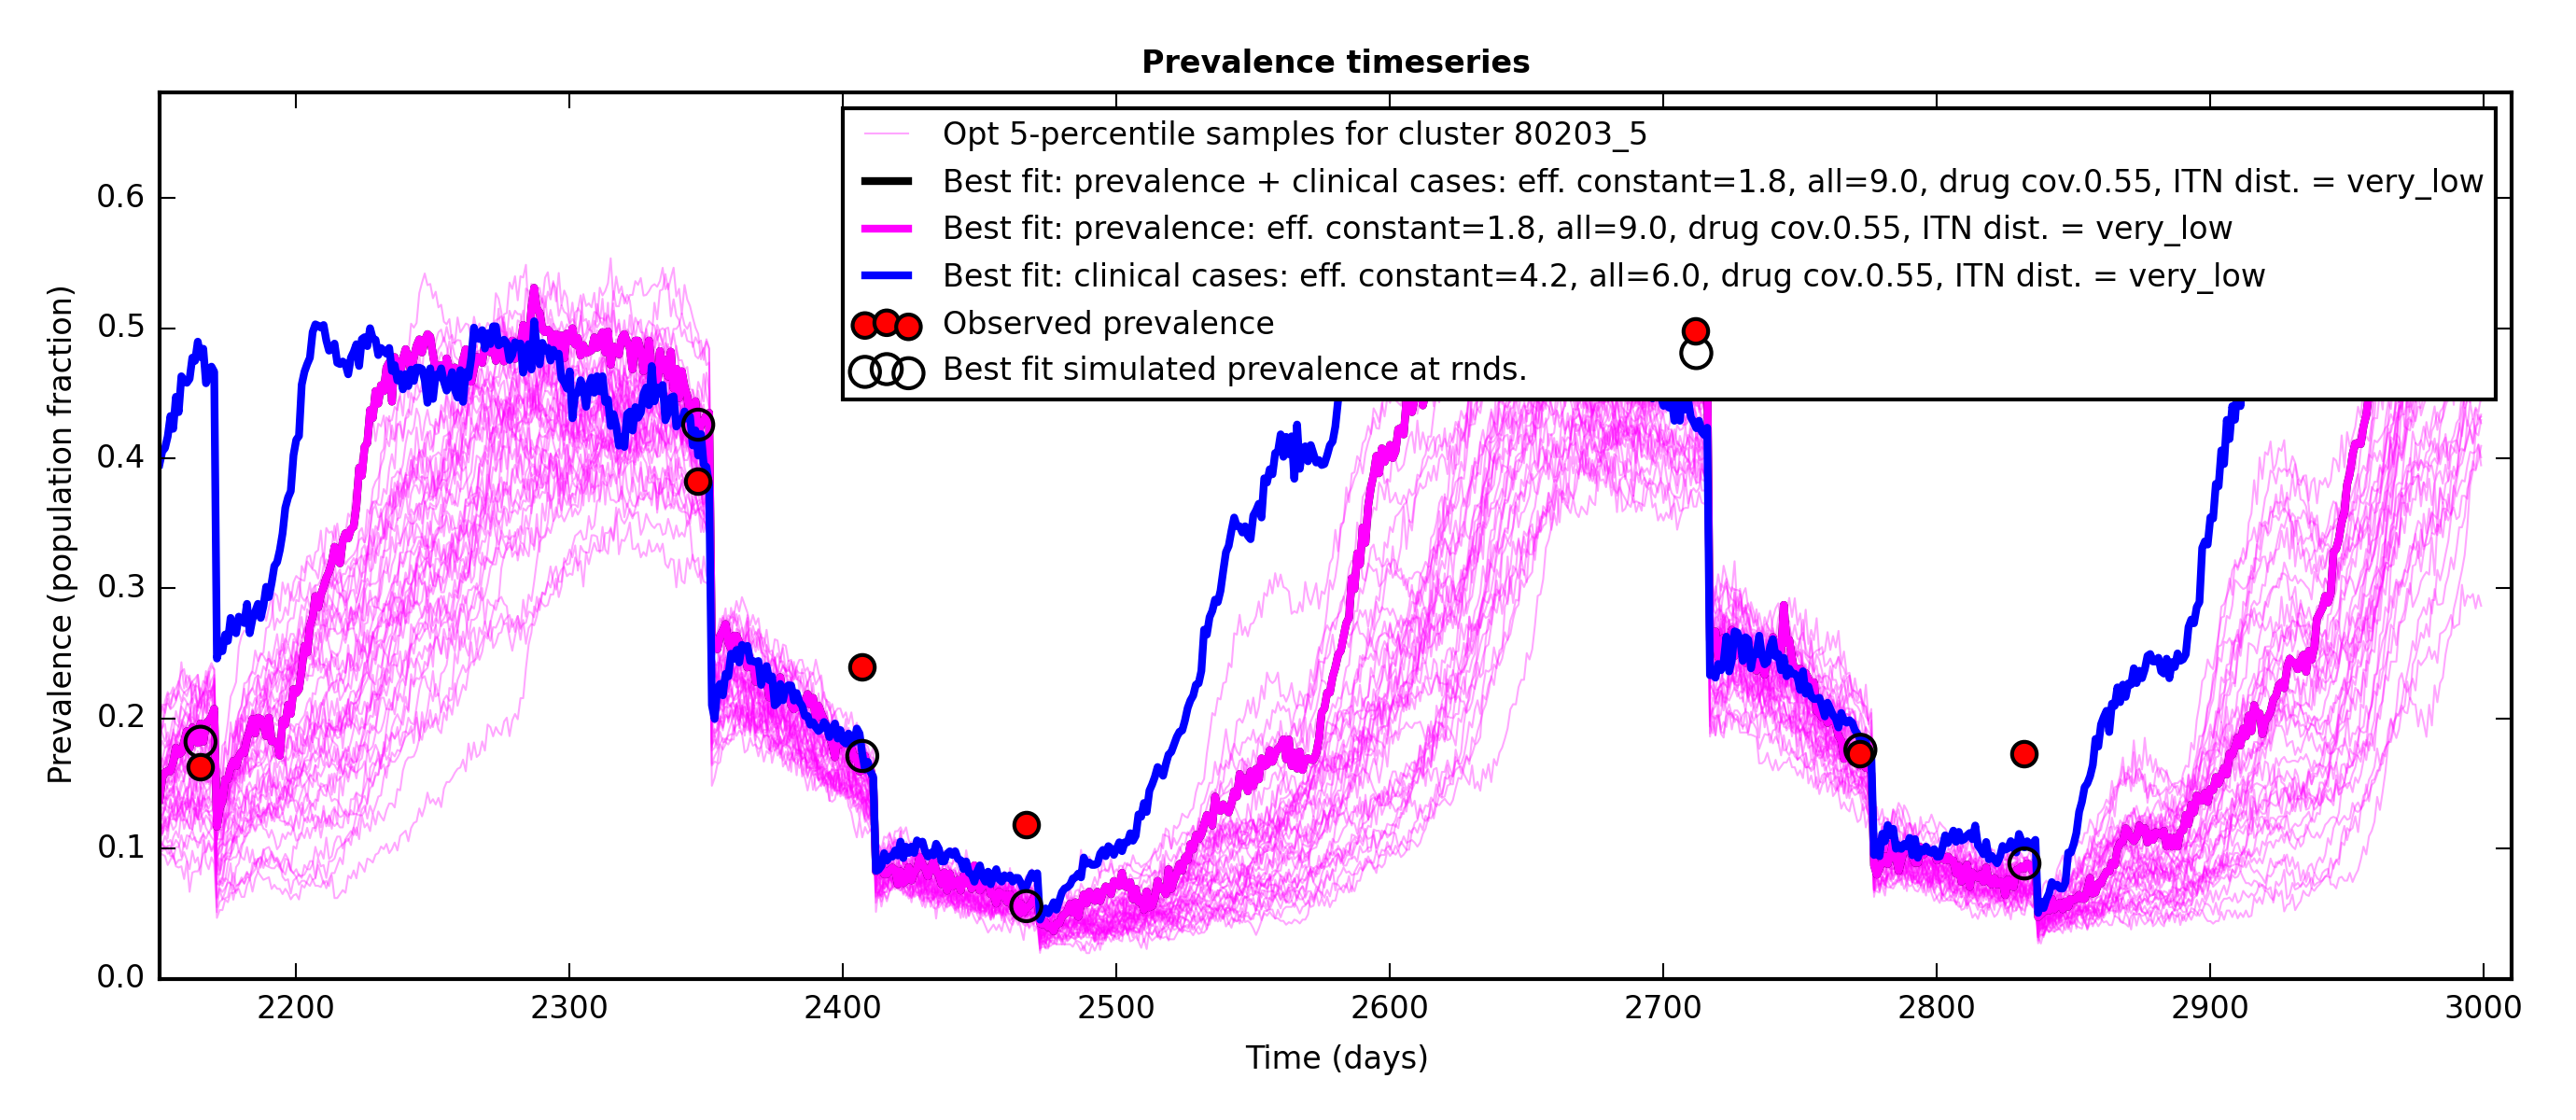 Prevalence timeseries
Opt 5-percentile samples for cluster 80203_5
Best fit: prevalence + clinical cases: eff. constant=1.8, all=9.0, drug cov.0.55, ITN dist. = very_low
Best fit: prevalence: eff. constant=1.8, all=9.0, drug cov.0.55, ITN dist. = very_low
Best fit: clinical cases: eff. constant=4.2, all=6.0, drug cov.0.55, ITN dist. = very_low
Observed prevalence
Best fit simulated prevalence at rnds.
Prevalence (population fraction)
0.6
0.5
0.4
0.3
0.2
0.1
0.0
2200 2300 2400 2500 2600 2700 2800 2900 3000
Time (days)